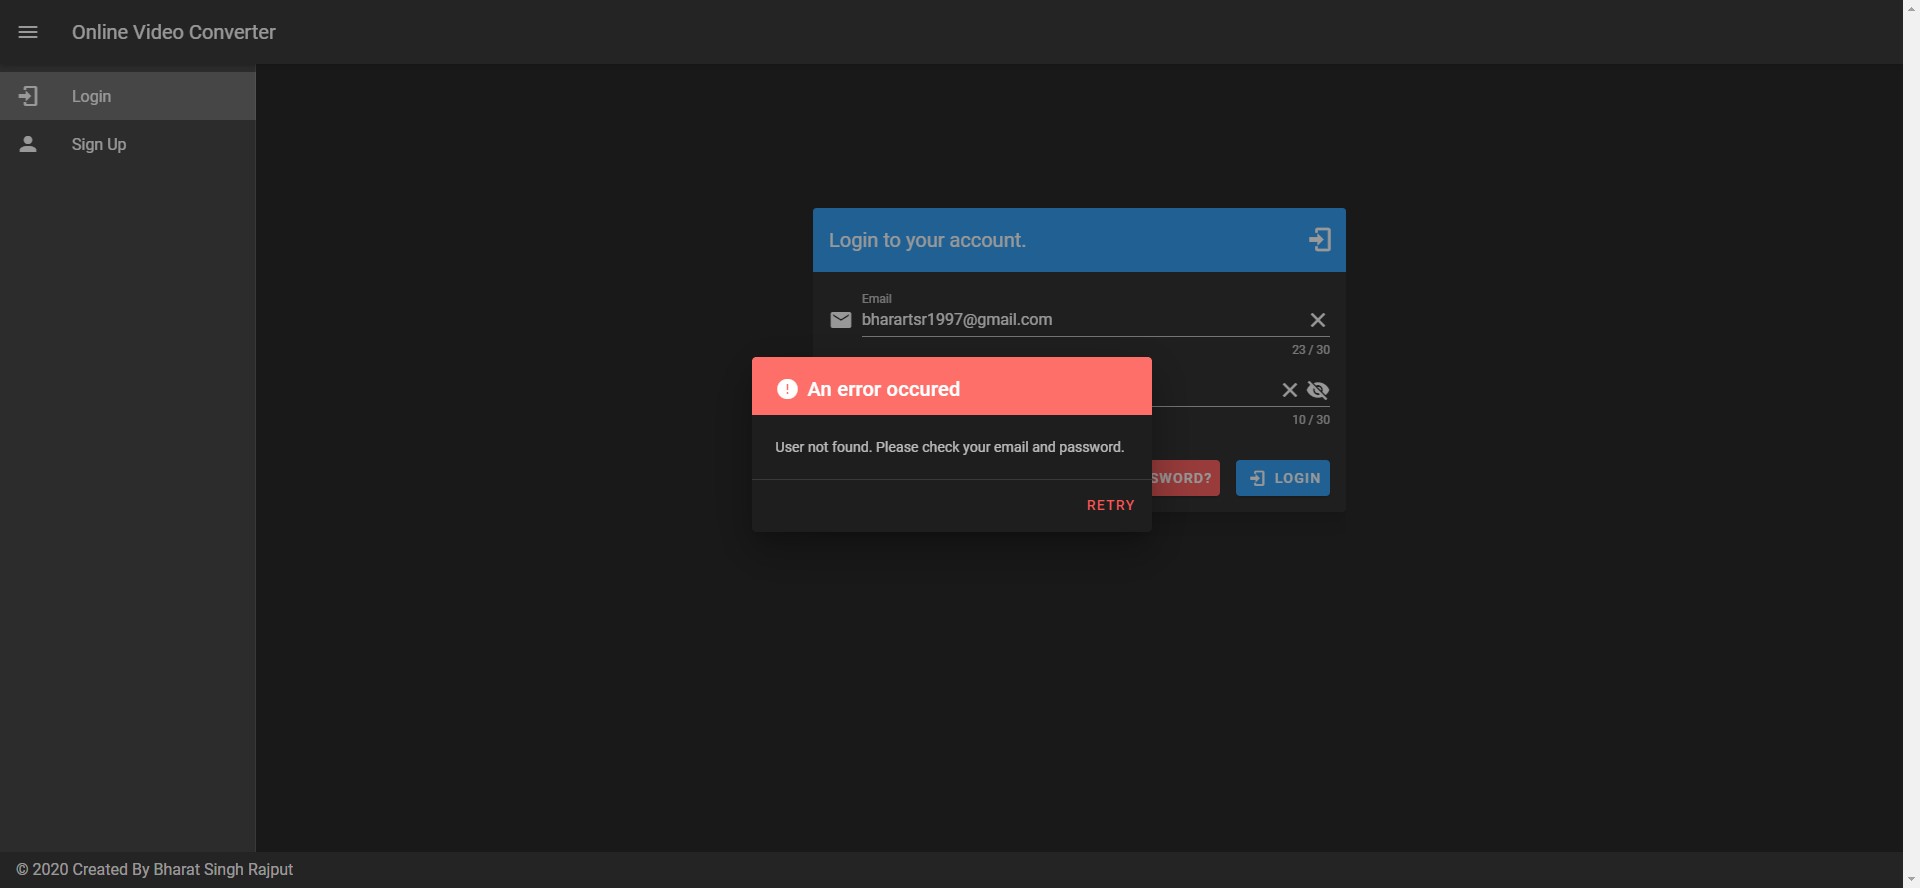 Online Video Converter
Login
Sign Up
Login to your account.
Email
bharartsr1997@gmail.com
23 / 30
An error occured
User not found. Please check your email and password.
RETRY
10 / 30
SWORD?
LOGIN
© 2020 Created By Bharat Singh Rajput